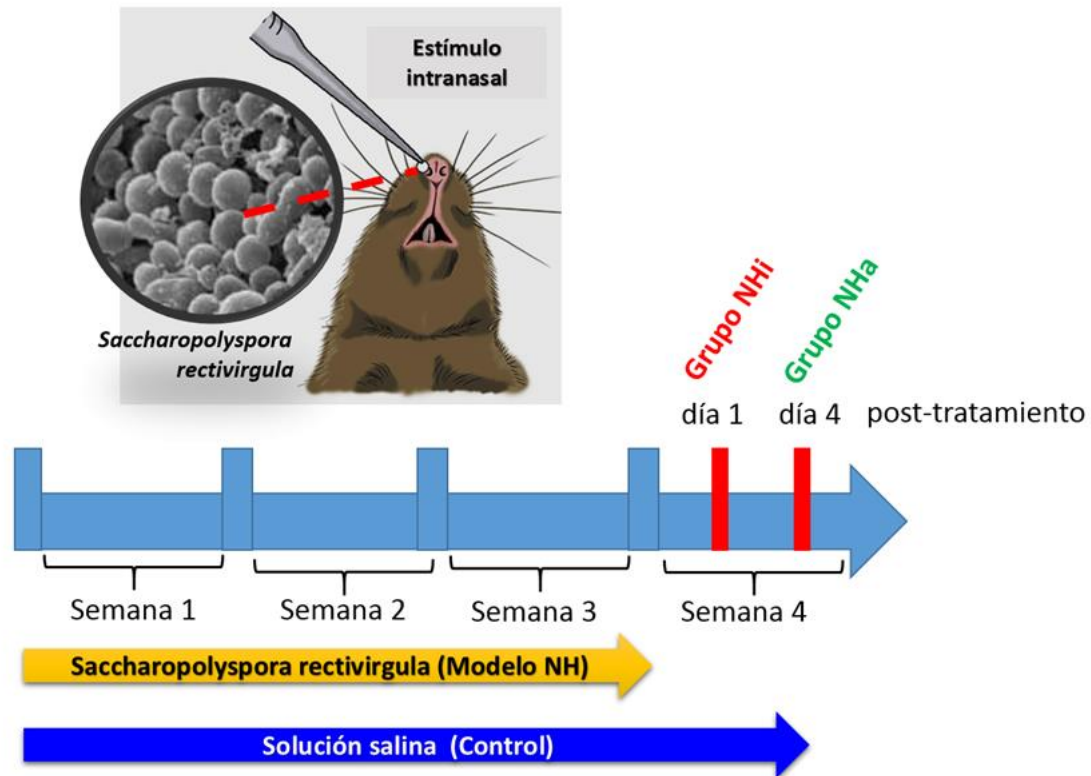 Estímulo
intranasal
Saccharopolyspora
rectivirgula
Grupo NHi
Grupo NHa
día 1
día 4
post-tratamiento
Semana 1
Semana 2
Semana 3
Semana 4
Saccharopolyspora rectivirgula (Modelo NH)
Solución salina (Control)